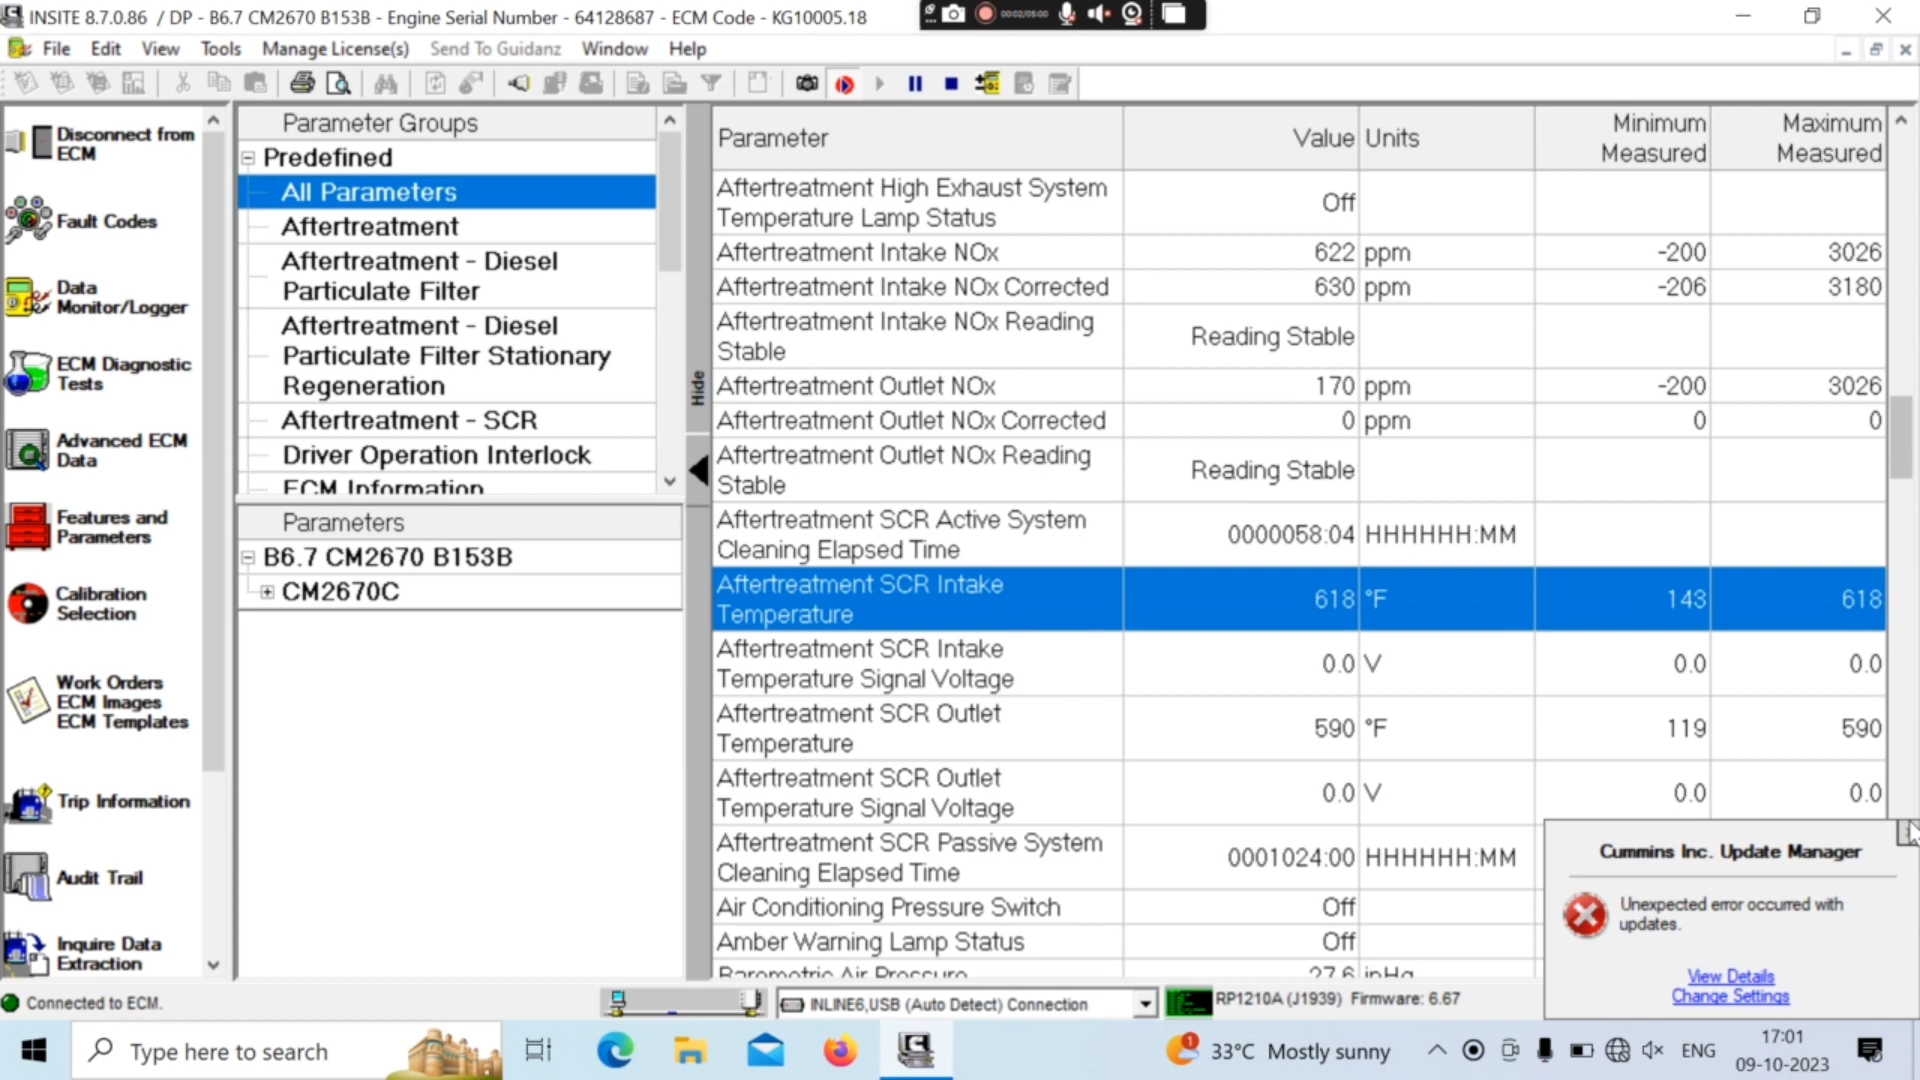 INSITE 8.7.0.86 / DP - B6.7 CM2670 B153B - Engine Serial Number - 64128687 - ECM Code - KG10005.18
00:02/05:00
File Edit View Tools Manage License(s) Send To Guidanz Window Help
Disconnect from
ECM
Fault Codes
Data
Monitor/Logger
ECM Diagnostic
Tests
Advanced ECM
Data
Features and
Parameters
Calibration
Selection
Work Orders
ECM Images
ECM Templates
Trip Information
Audit Trail
Inquire Data
Extraction
Parameter Groups
Predefined
All Parameters
Aftertreatment
Aftertreatment - Diesel
Particulate Filter
Aftertreatment - Diesel
Particulate Filter Stationary
Regeneration
Aftertreatment - SCR
Driver Operation Interlock
ECM Information
Parameters
B6.7 CM2670 B153B
CM2670C
Hide
Parameter Value Units Minimum Measured Maximum Measured
Aftertreatment High Exhaust System
Temperature Lamp Status Off
Aftertreatment Intake NOx 622 ppm -200 3026
Aftertreatment Intake NOx Corrected 630 ppm -206 3180
Aftertreatment Intake NOx Reading
Stable Reading Stable
Aftertreatment Outlet NOx 170 ppm -200 3026
Aftertreatment Outlet NOx Corrected 0 ppm 0 0
Aftertreatment Outlet NOx Reading
Stable Reading Stable
Aftertreatment SCR Active System
Cleaning Elapsed Time 0000058:04 HHHHHH:MM
Aftertreatment SCR Intake
Temperature 618 °F 143 618
Aftertreatment SCR Intake
Temperature Signal Voltage 0.0 V 0.0 0.0
Aftertreatment SCR Outlet
Temperature 590 °F 119 590
Aftertreatment SCR Outlet
Temperature Signal Voltage 0.0 V 0.0 0.0
Aftertreatment SCR Passive System
Cleaning Elapsed Time 0001024:00 HHHHHH:MM
Air Conditioning Pressure Switch Off
Amber Warning Lamp Status Off
Barometric Air Pressure 27.6 inHg
Cummins Inc. Update Manager
Unexpected error occurred with
updates.
View Details
Change Settings
Connected to ECM.
INLINE6,USB (Auto Detect) Connection
RP1210A (J1939) Firmware: 6.67
Type here to search
1
33°C Mostly sunny
ENG
17:01
09-10-2023